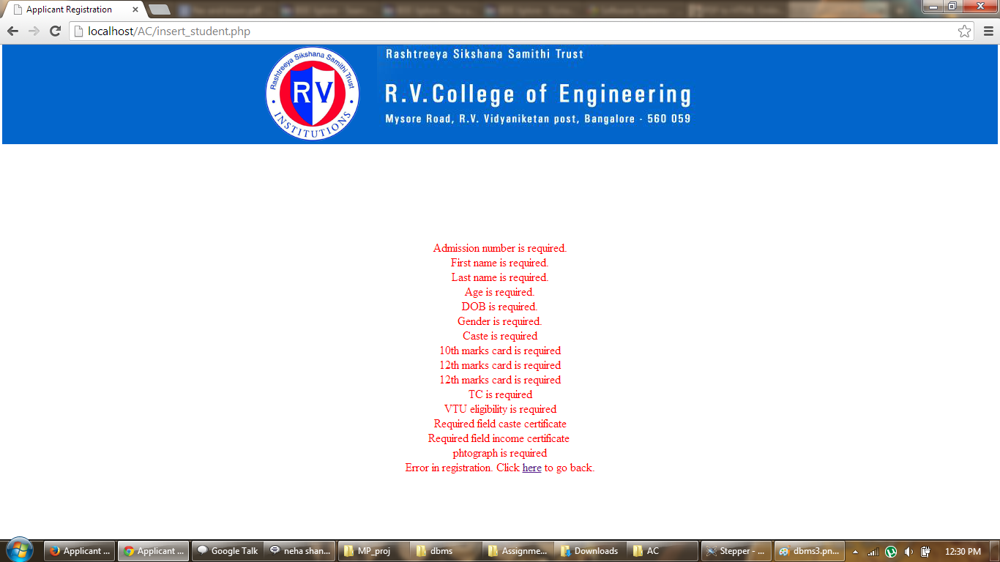 Applicant Registration
localhost/AC/insert_student.php
Rashtreeya Sikshana Samithi Trust
RV
INSTITUTIONS
Rashtreeya Sikshana Samithi Trust
R.V.College of Engineering
Mysore Road, R.V. Vidyaniketan post, Bangalore - 560 059
Admission number is required.
First name is required.
Last name is required.
Age is required.
DOB is required.
Gender is required.
Caste is required
10th marks card is required
12th marks card is required
12th marks card is required
TC is required
VTU eligibility is required
Required field caste certificate
Required field income certificate
phtograph is required
Error in registration. Click here to go back.
Applicant ... Applicant ... Google Talk neha shan... MP_proj dbms Assignme... Downloads AC Stepper - ... dbms3.pn... 12:30 PM